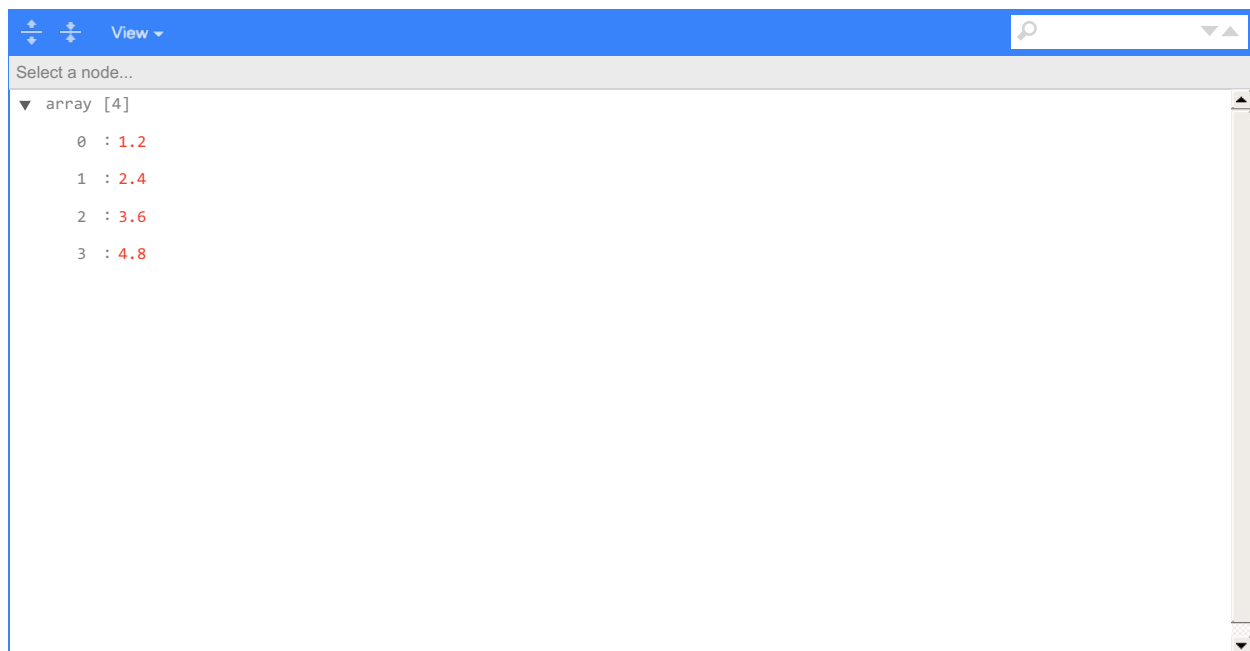 View
Select a node...
array [4]
0 : 1.2
1 : 2.4
2 : 3.6
3 : 4.8